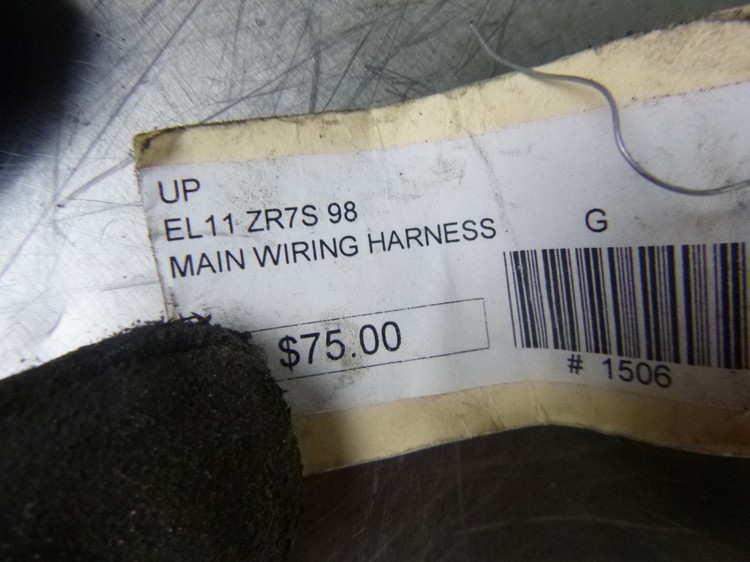 UP
EL11 ZR7S 98
MAIN WIRING HARNESS
G
$75.00
# 1506